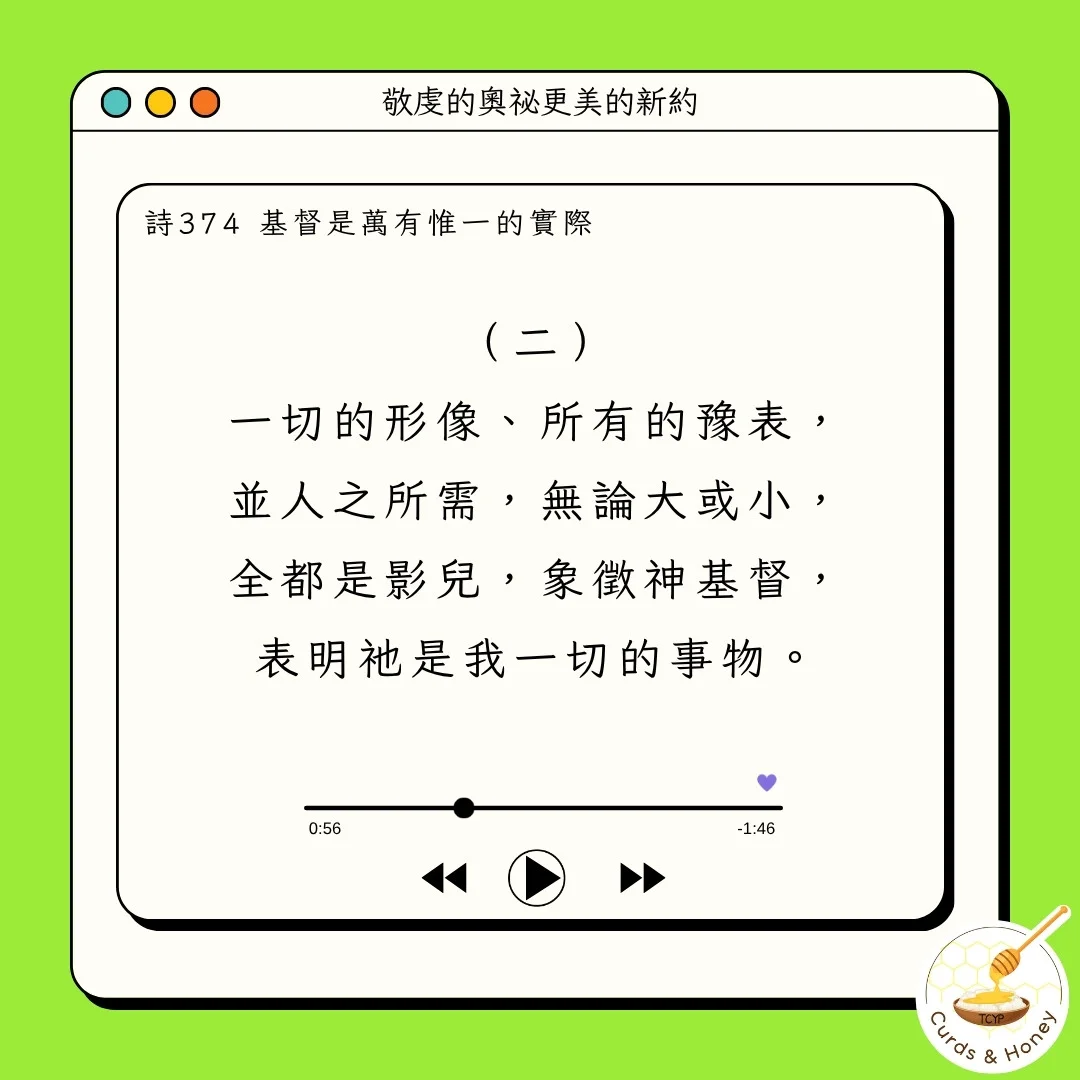 敬虔的奧祕更美的新約
詩374 基督是萬有惟一的實際
（二）
一切的形像、所有的豫表，
並人之所需，無論大或小，
全都是影兒，象徵神基督，
表明祂是我一切的事物。
0:56
-1:46
TCYP
Curds & Honey